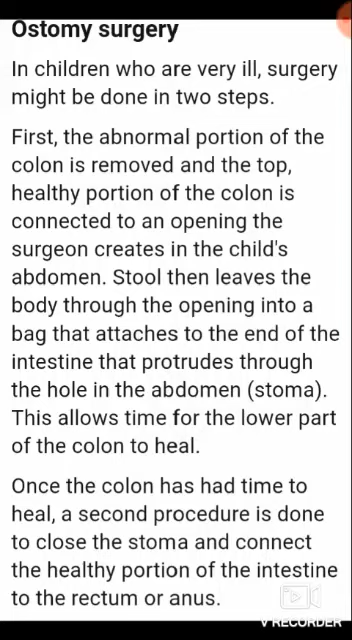 Ostomy surgery
In children who are very ill, surgery
might be done in two steps.
First, the abnormal portion of the
colon is removed and the top,
healthy portion of the colon is
connected to an opening the
surgeon creates in the child's
abdomen. Stool then leaves the
body through the opening into a
bag that attaches to the end of the
intestine that protrudes through
the hole in the abdomen (stoma).
This allows time for the lower part
of the colon to heal.
Once the colon has had time to
heal, a second procedure is done
to close the stoma and connect
the healthy portion of the intestine
to the rectum or anus.
V RECORDER